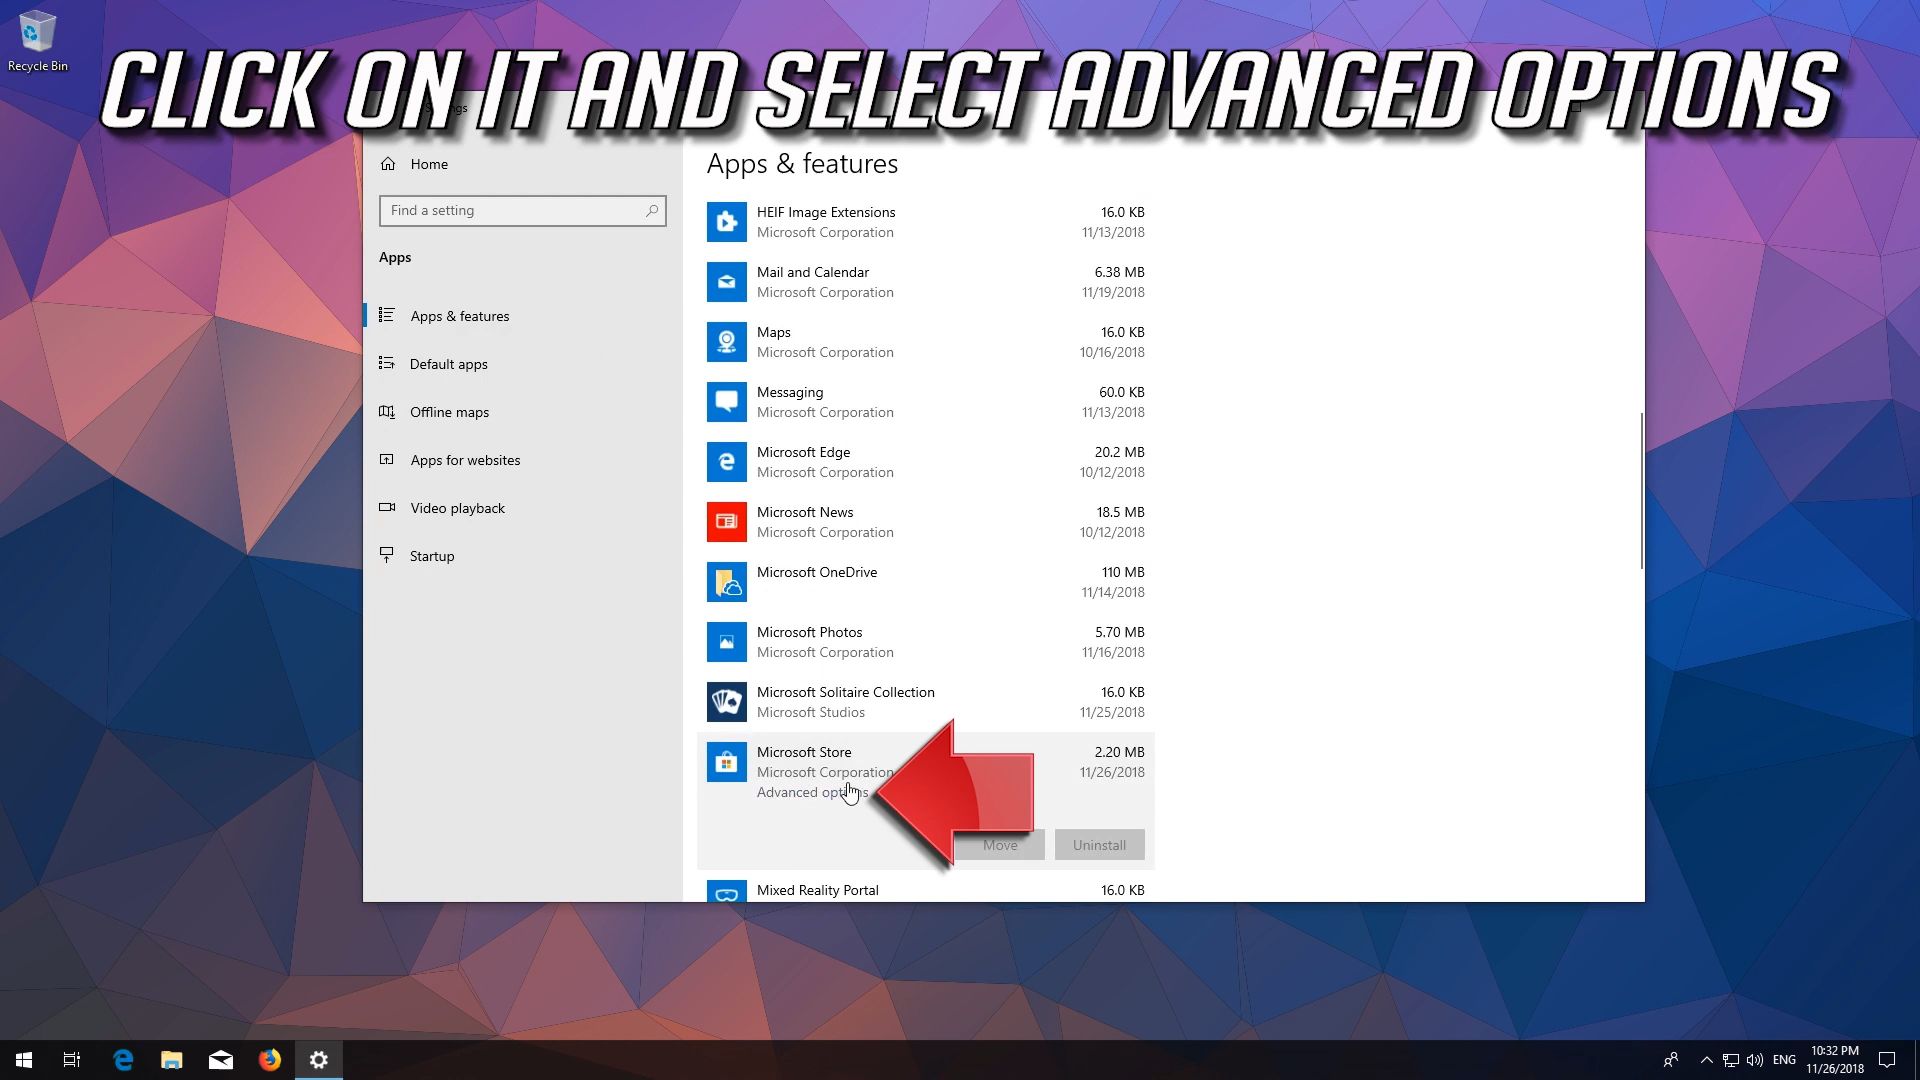 Recycle Bin
CLICK ON IT AND SELECT ADVANCED OPTIONS
Home
Find a setting
Apps
Apps & features
Default apps
Offline maps
Apps for websites
Video playback
Startup
Apps & features
HEIF Image Extensions 16.0 KB
Microsoft Corporation 11/13/2018
Mail and Calendar 6.38 MB
Microsoft Corporation 11/19/2018
Maps 16.0 KB
Microsoft Corporation 10/16/2018
Messaging 60.0 KB
Microsoft Corporation 11/13/2018
Microsoft Edge 20.2 MB
Microsoft Corporation 10/12/2018
Microsoft News 18.5 MB
Microsoft Corporation 10/12/2018
Microsoft OneDrive 110 MB
11/14/2018
Microsoft Photos 5.70 MB
Microsoft Corporation 11/16/2018
Microsoft Solitaire Collection 16.0 KB
Microsoft Studios 11/25/2018
Microsoft Store 2.20 MB
Microsoft Corporation 11/26/2018
Advanced options
Move Uninstall
Mixed Reality Portal 16.0 KB
ENG
10:32 PM
11/26/2018